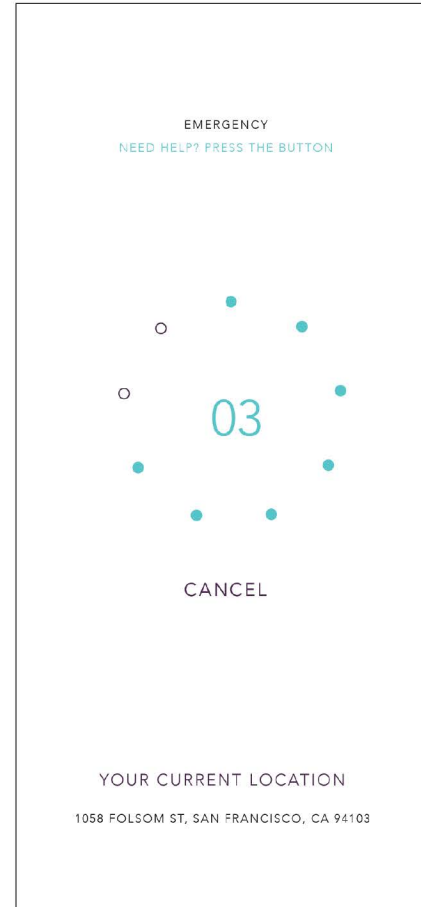 EMERGENCY
NEED HELP? PRESS THE BUTTON
03
CANCEL
YOUR CURRENT LOCATION
1058 FOLSOM ST, SAN FRANCISCO, CA 94103